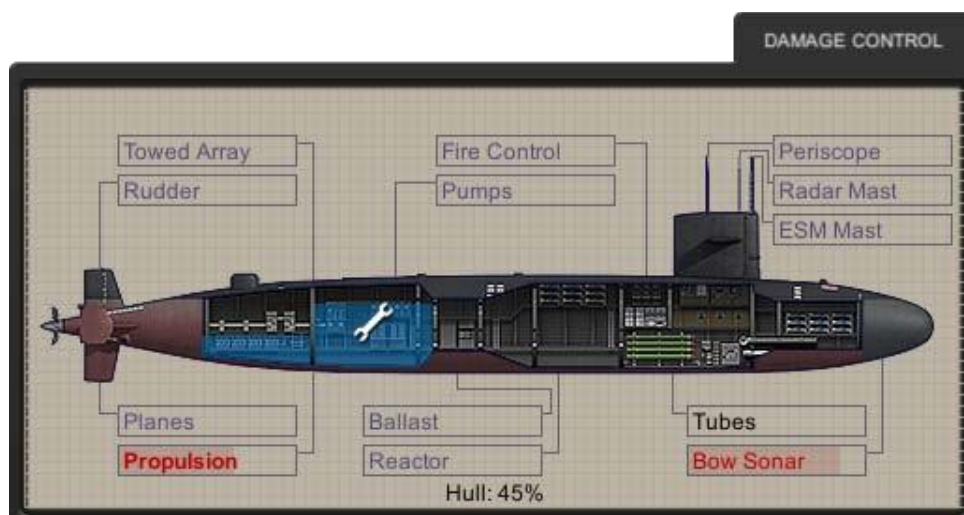 DAMAGE CONTROL
Towed Array
Fire Control
Periscope
Rudder
Pumps
Radar Mast
ESM Mast
Planes
Ballast
Tubes
Propulsion
Reactor
Bow Sonar
Hull: 45%